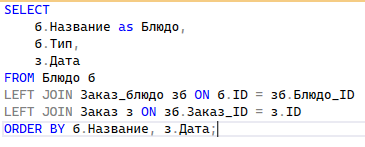 SELECT
б.Название as Блюдо,
б.Тип,
з.Дата
FROM Блюдо б
LEFT JOIN Заказ_блюдо зб ON б.ID = зб.Блюдо_ID
LEFT JOIN Заказ з ON зб.Заказ_ID = з.ID
ORDER BY б.Название, з.Дата;